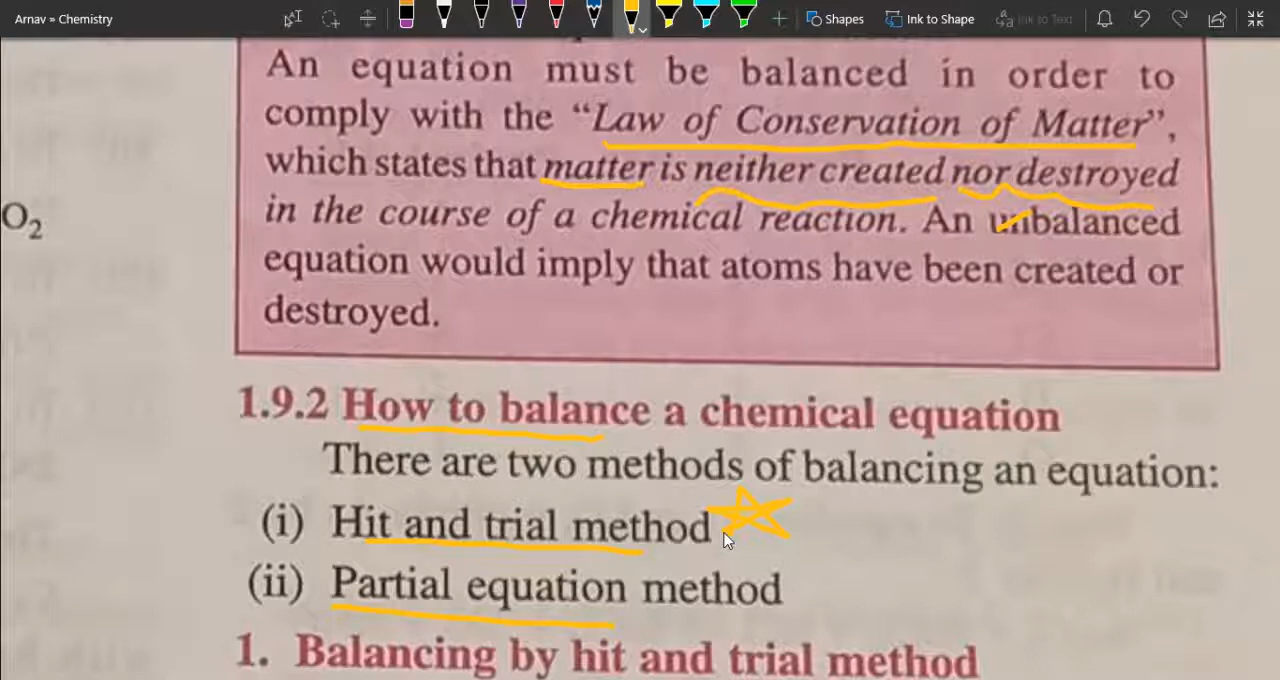 Arnav » Chemistry
Shapes
Ink to Shape
Ink to Text
An equation must be balanced in order to
comply with the “Law of Conservation of Matter”,
which states that matter is neither created nor destroyed
in the course of a chemical reaction. An unbalanced
O2
equation would imply that atoms have been created or
destroyed.
1.9.2 How to balance a chemical equation
There are two methods of balancing an equation:
(i) Hit and trial method
(ii) Partial equation method
1. Balancing by hit and trial method